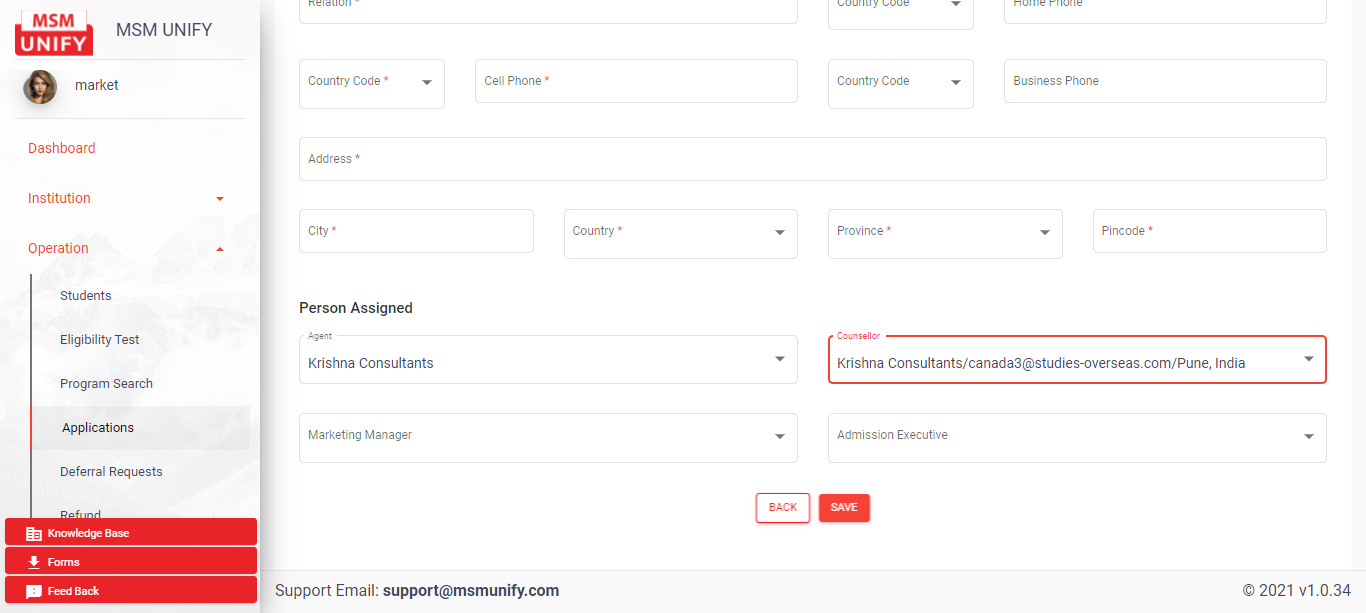 MSM
UNIFY
MSM UNIFY
market
Dashboard
Institution
Operation
Students
Eligibility Test
Program Search
Applications
Deferral Requests
Refund
Knowledge Base
Forms
Feed Back
Relation *
Country Code
Home Phone
Country Code *
Cell Phone *
Country Code
Business Phone
Address *
City *
Country *
Province *
Pincode *
Person Assigned
Agent
Krishna Consultants
Counsellor
Krishna Consultants/canada3@studies-overseas.com/Pune, India
Marketing Manager
Admission Executive
BACK
SAVE
Support Email: support@msmunify.com
© 2021 v1.0.34